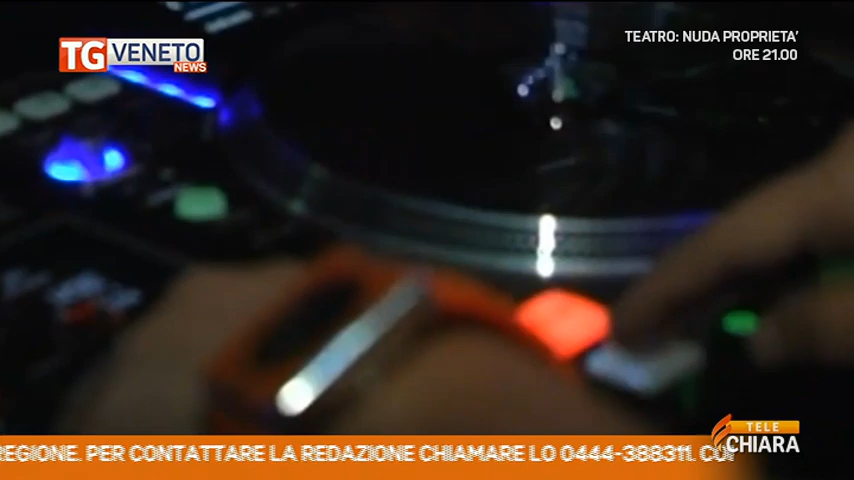 TG VENETO
NEWS
TEATRO: NUDA PROPRIETA'
ORE 21.00
TELE
CHIARA
REGIONE. PER CONTATTARE LA REDAZIONE CHIAMARE LO 0444-388311.